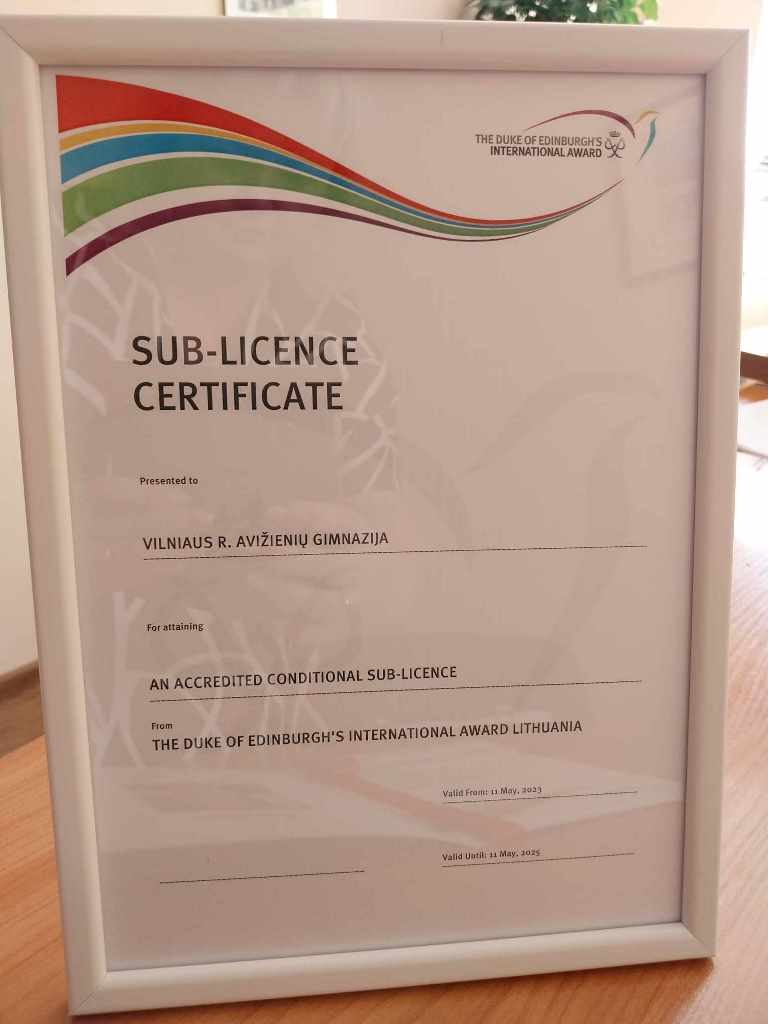 THE DUKE OF EDINBURGH'S
INTERNATIONAL AWARD
SUB-LICENCE
CERTIFICATE
Presented to
VILNIAUS R. AVIŽIENIŲ GIMNAZIJA
For attaining
AN ACCREDITED CONDITIONAL SUB-LICENCE
From
THE DUKE OF EDINBURGH'S INTERNATIONAL AWARD LITHUANIA
Valid From: 11 May, 2023
Valid Until: 11 May, 2025